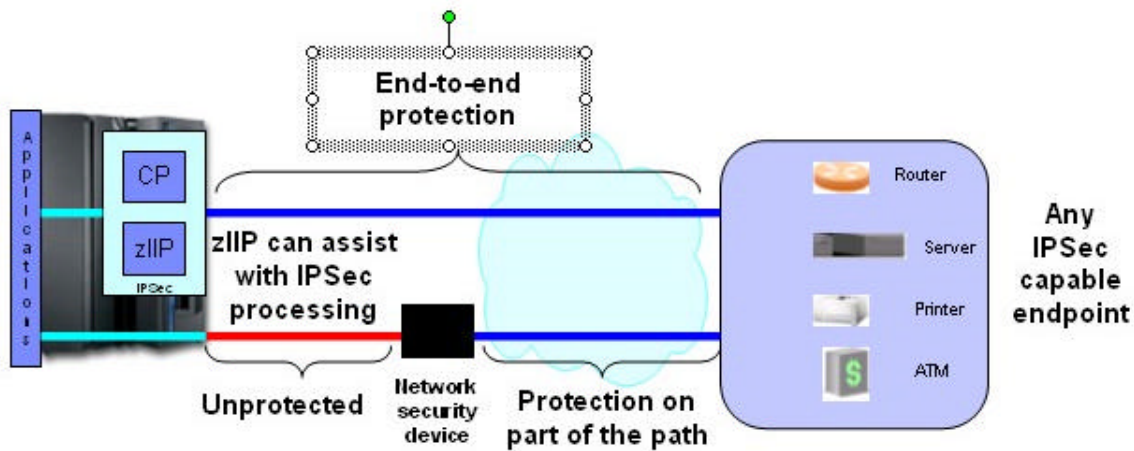 End-to-end
protection
Applications
CP
zIIP
IPSec
zIIP can assist
with IPSec
processing
Unprotected
Network
security
device
Protection on
part of the path
Router
Server
Printer
ATM
$
Any
IPSec
capable
endpoint